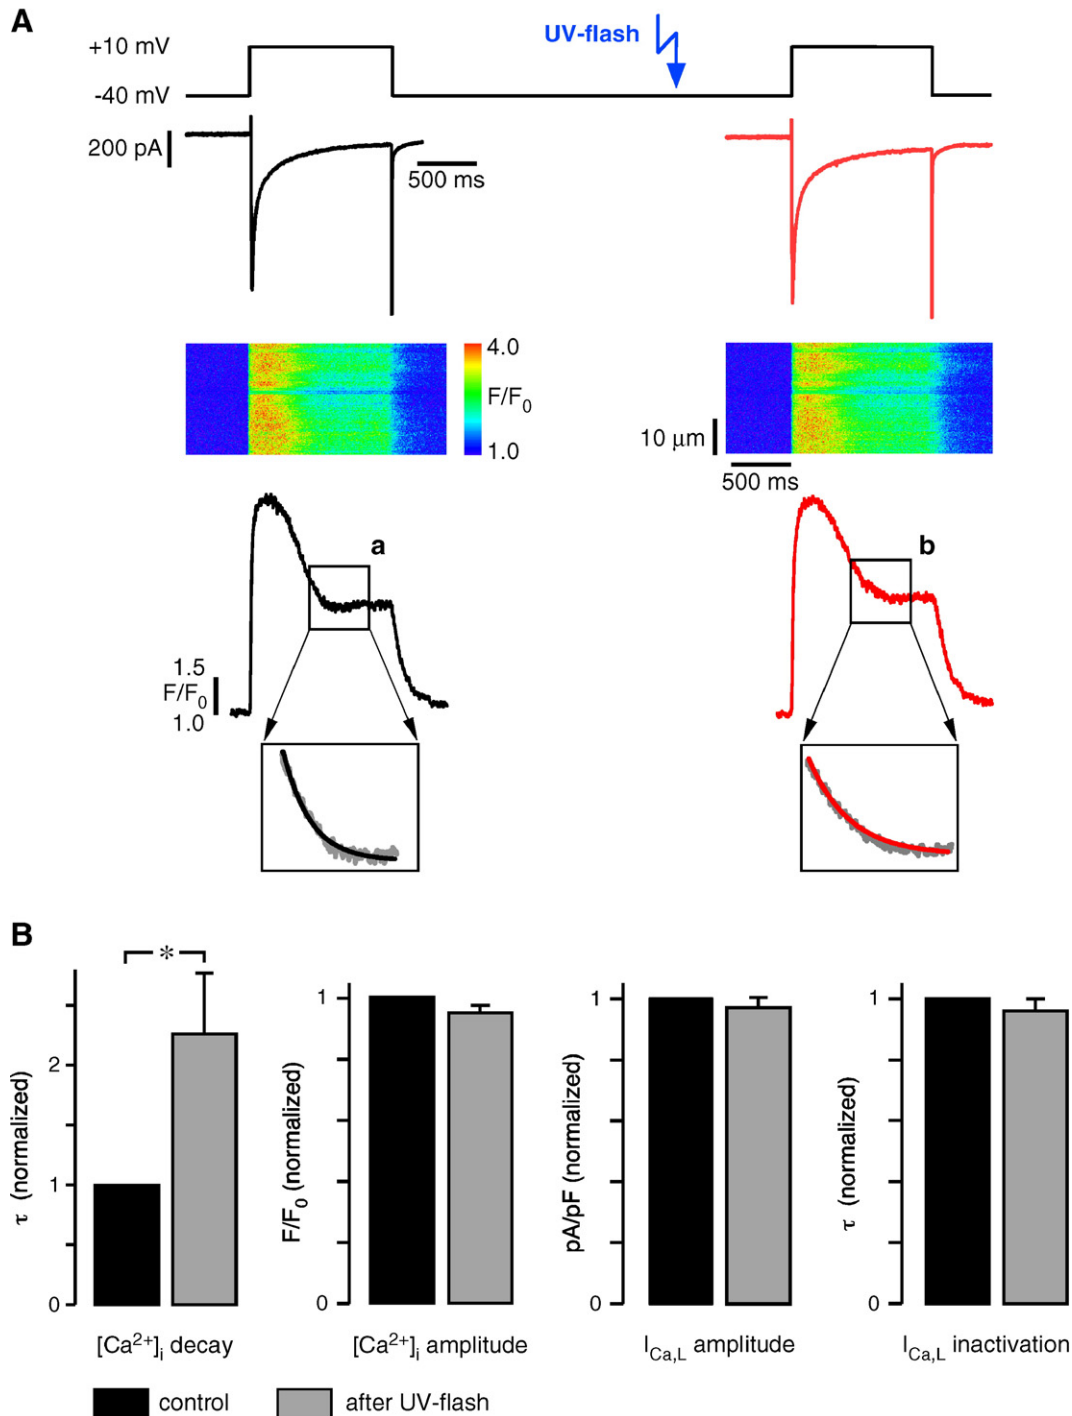 A
+10 mV
UV-flash
-40 mV
200 pA
500 ms
4.0
F/F0
1.0
10 μm
500 ms
a
b
1.5
F/F0
1.0
B
*
τ (normalized)
2
1
0
[Ca2+]i decay
F/F0 (normalized)
1
0
[Ca2+]i amplitude
pA/pF (normalized)
1
0
ICa,L amplitude
τ (normalized)
1
0
ICa,L inactivation
control
after UV-flash